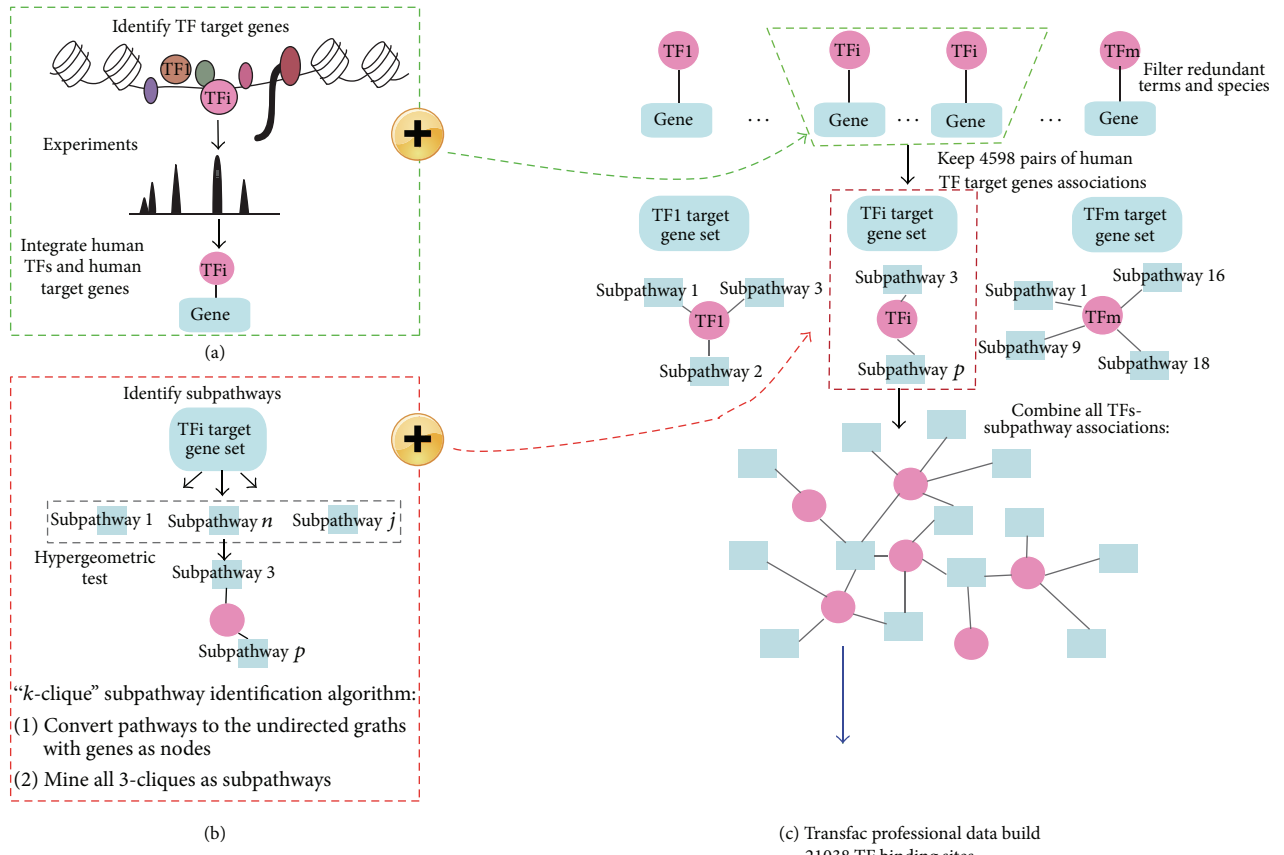 Identify TF target genes
TF1
TFi
Experiments
Integrate human
TFs and human
target genes
TFi
Gene
(a)
Identify subpathways
TFi target
gene set
Subpathway 1
Subpathway n
Subpathway j
Hypergeometric
test
Subpathway 3
Subpathway p
“k-clique” subpathway identification algorithm:
(1) Convert pathways to the undirected graths
with genes as nodes
(2) Mine all 3-cliques as subpathways
(b)
TF1
TFi
TFi
TFm
Filter redundant
terms and species
Gene
...
Gene
...
Gene
...
Gene
Keep 4598 pairs of human
TF target genes associations
TF1 target
gene set
TFi target
gene set
TFm target
gene set
Subpathway 1
Subpathway 3
TF1
Subpathway 2
Subpathway 3
TFi
Subpathway p
Subpathway 16
Subpathway 1
TFm
Subpathway 9
Subpathway 18
Combine all TFs-
subpathway associations:
(c) Transfac professional data build
21938 TF binding sites